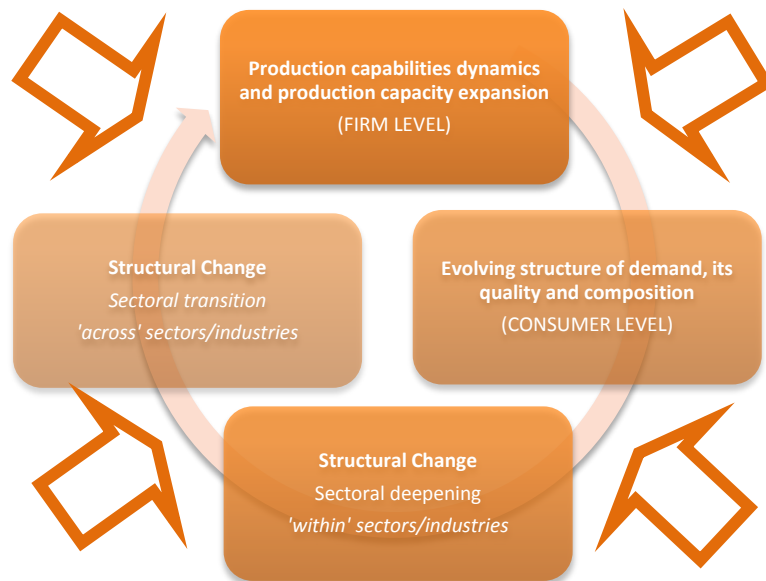 Production capabilities dynamics
and production capacity expansion
(FIRM LEVEL)
Structural Change
Sectoral transition
'across' sectors/industries
Evolving structure of demand, its
quality and composition
(CONSUMER LEVEL)
Structural Change
Sectoral deepening
'within' sectors/industries